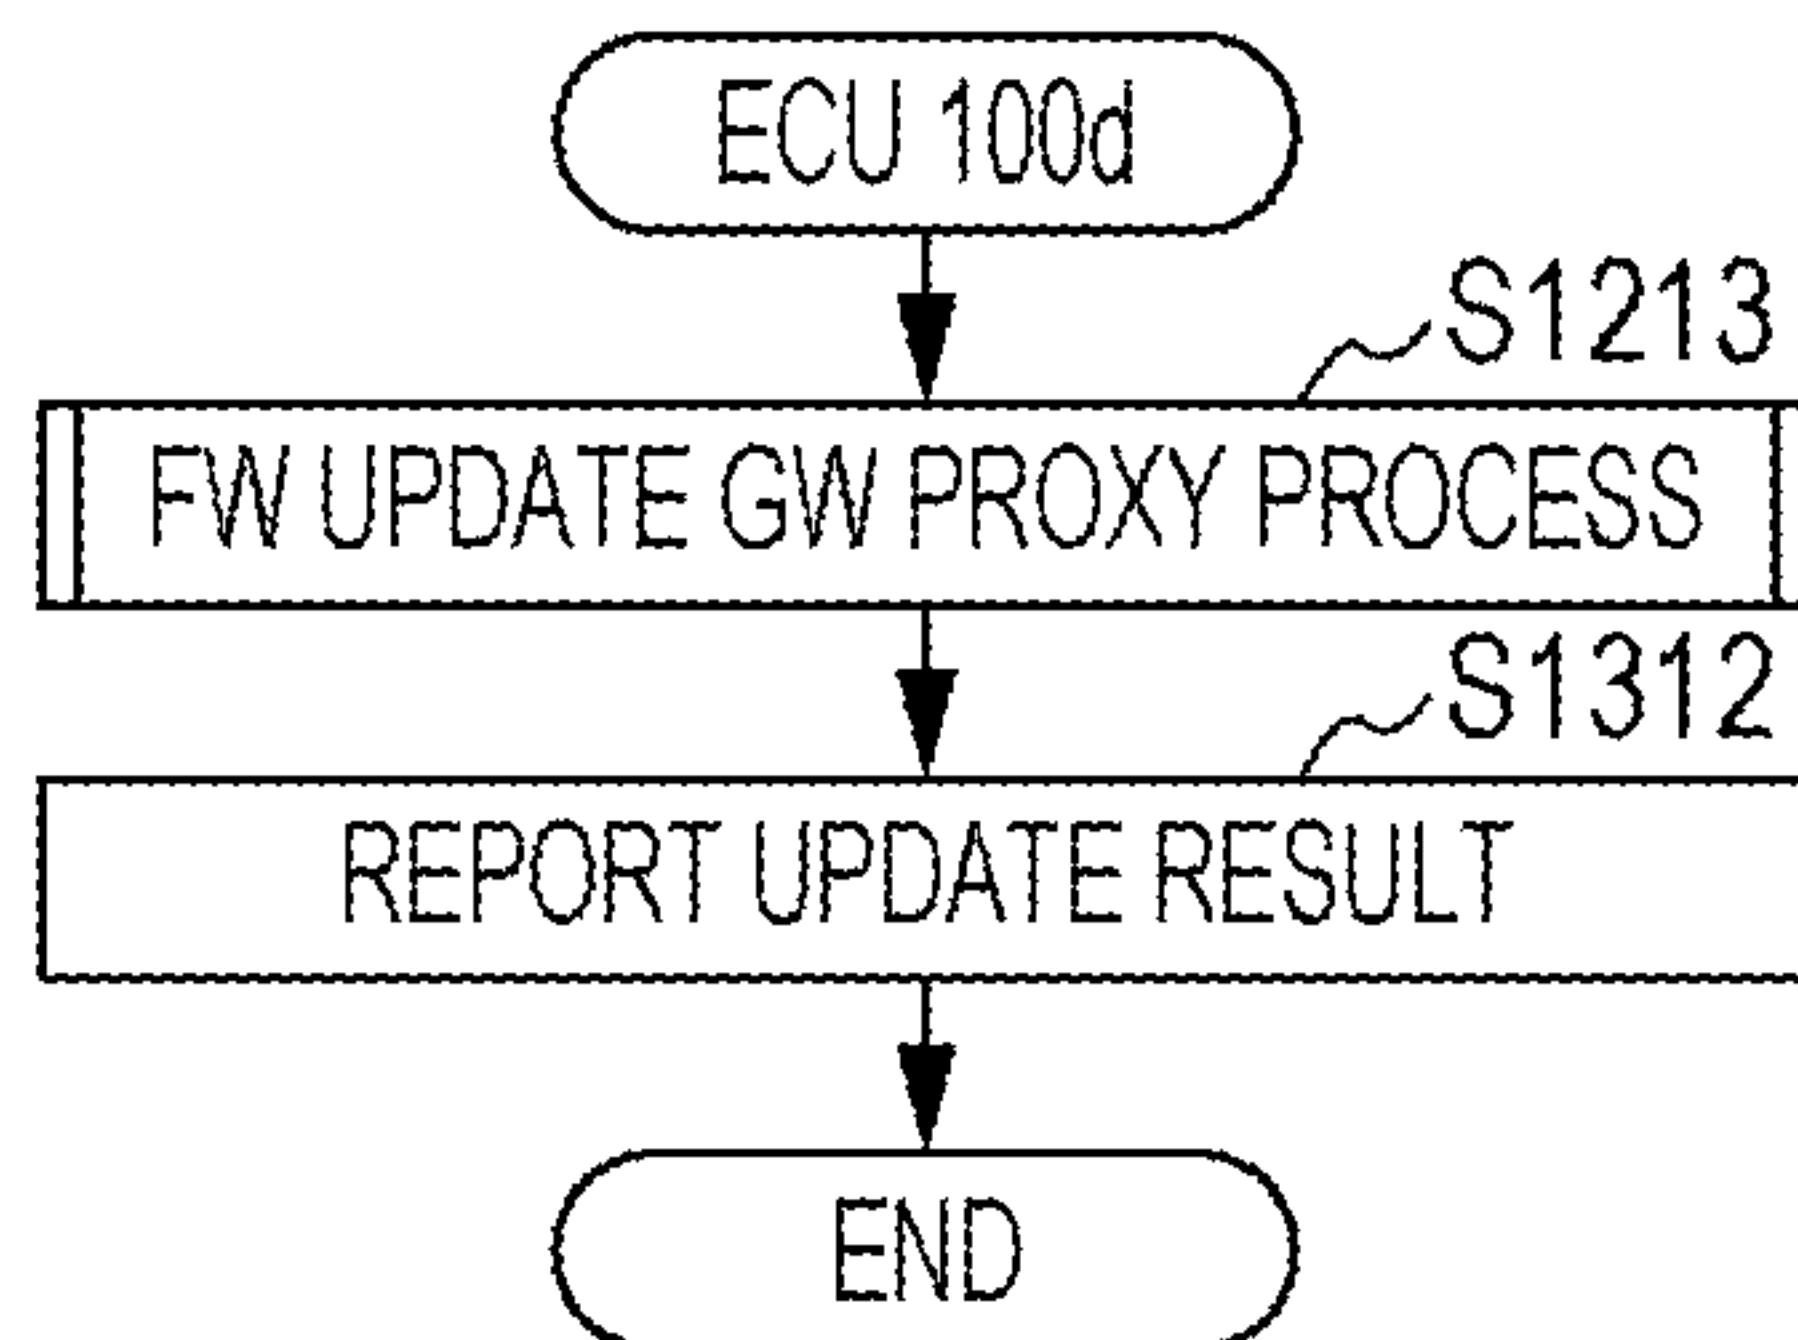 ECU 100d
S1213
FW UPDATE GW PROXY PROCESS
S1312
REPORT UPDATE RESULT
END